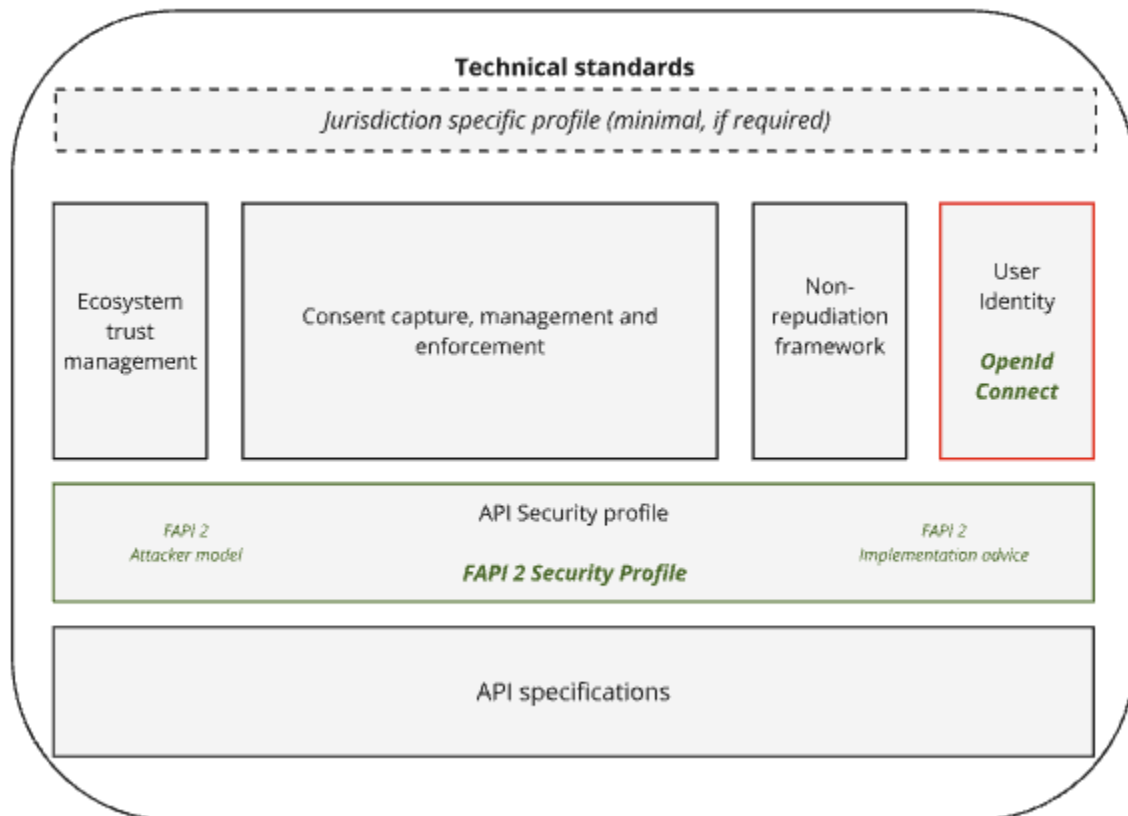 Technical standards
Jurisdiction specific profile (minimal, if required)
Ecosystem
trust
management
Consent capture, management and
enforcement
Non-
repudiation
framework
User
Identity
OpenId
Connect
API Security profile
FAPI 2
Attacker model
FAPI 2 Security Profile
FAPI 2
Implementation advice
API specifications